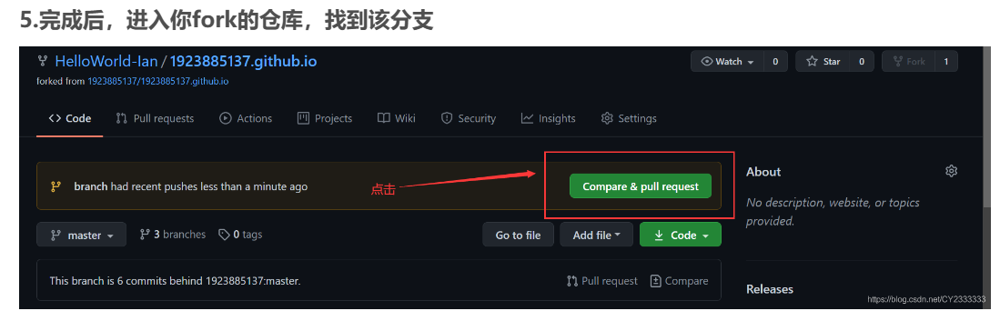 5.完成后，进入你fork的仓库，找到该分支
HelloWorld-Ian / 1923885137.github.io
Watch 0 Star 0 Fork 1
forked from 1923885137/1923885137.github.io
Code Pull requests Actions Projects Wiki Security Insights Settings
branch had recent pushes less than a minute ago
点击
Compare & pull request
master 3 branches 0 tags Go to file Add file Code
This branch is 6 commits behind 1923885137:master. Pull request Compare
About
No description, website, or topics
provided.
Releases
https://blog.csdn.net/CY2333333